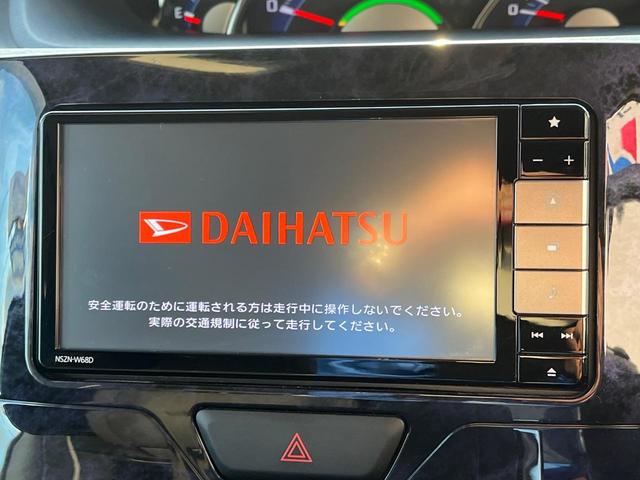 E
0
0
DAIHATSU
安全運転のために運転される方は走行中に操作しないでください。
実際の交通規制に従って走行してください。
NSZN-W68D